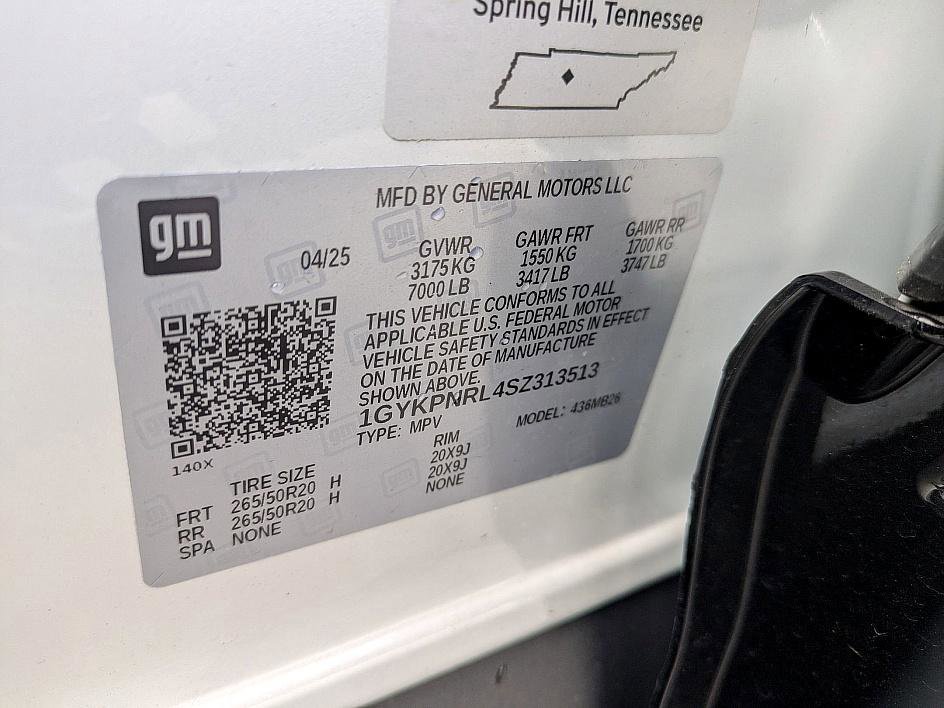 Spring Hill, Tennessee
gm
MFD BY GENERAL MOTORS LLC
04/25
GVWR
3175 KG
7000 LB
GAWR FRT
1550 KG
3417 LB
GAWR RR
1700 KG
3747 LB
THIS VEHICLE CONFORMS TO ALL
APPLICABLE U.S. FEDERAL MOTOR
VEHICLE SAFETY STANDARDS IN EFFECT
ON THE DATE OF MANUFACTURE
SHOWN ABOVE
1GYKPNRL4SZ313513
TYPE: MPV
MODEL: 436MB26
140X
TIRE SIZE
RIM
FRT 265/50R20 H 20X9J
RR 265/50R20 H 20X9J
SPA NONE NONE